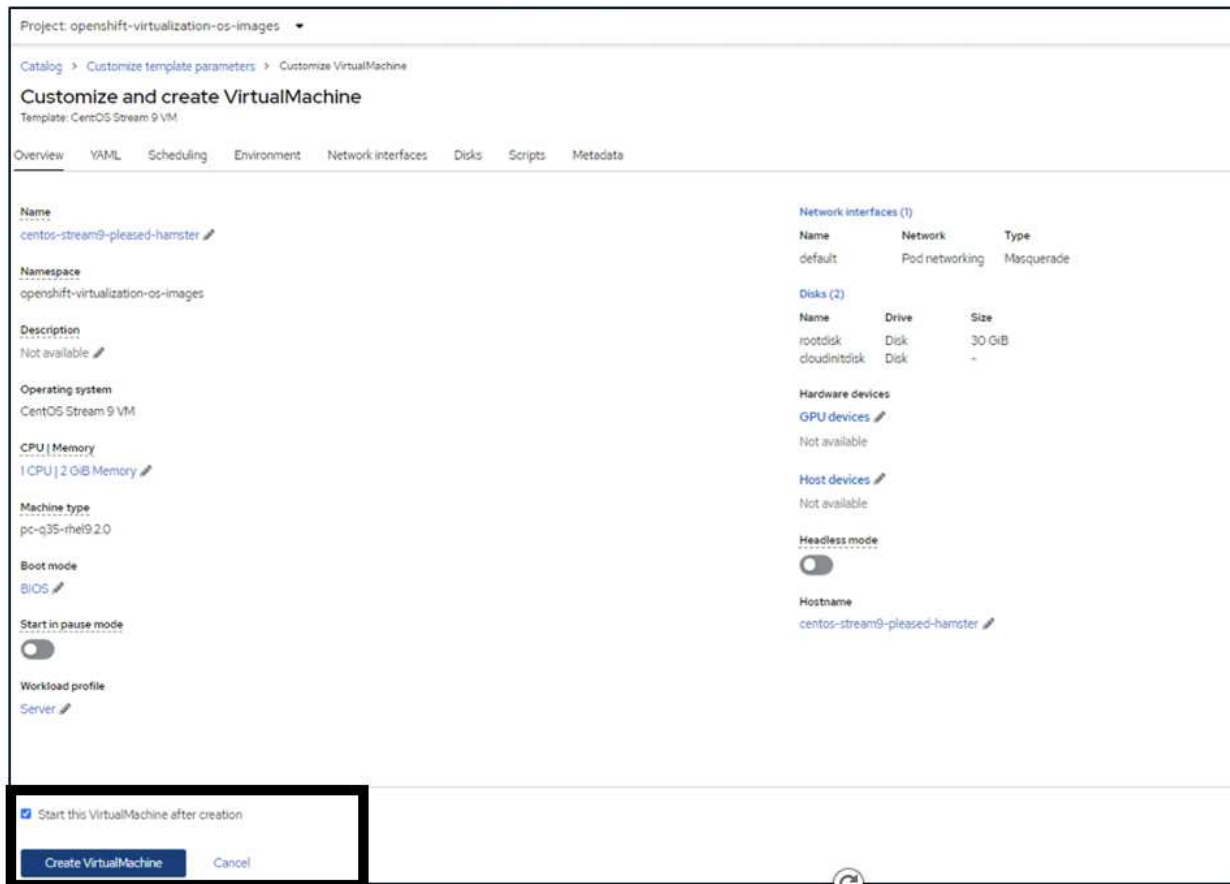 Project: openshift-virtualization-os-images
Catalog > Customize template parameters > Customize VirtualMachine
Customize and create VirtualMachine
Template: CentOS Stream 9 VM
Overview YAML Scheduling Environment Network interfaces Disks Scripts Metadata
Name
centos-stream9-pleased-hamster
Namespace
openshift-virtualization-os-images
Description
Not available
Operating system
CentOS Stream 9 VM
CPU | Memory
1 CPU | 2 GiB Memory
Machine type
pc-q35-rhel9.2.0
Boot mode
BIOS
Start in pause mode
Workload profile
Server
Network interfaces (1)
Name Network Type
default Pod networking Masquerade
Disks (2)
Name Drive Size
rootdisk Disk 30 GiB
cloudinitdisk Disk -
Hardware devices
GPU devices
Not available
Host devices
Not available
Headless mode
Hostname
centos-stream9-pleased-hamster
Start this VirtualMachine after creation
Create VirtualMachine Cancel